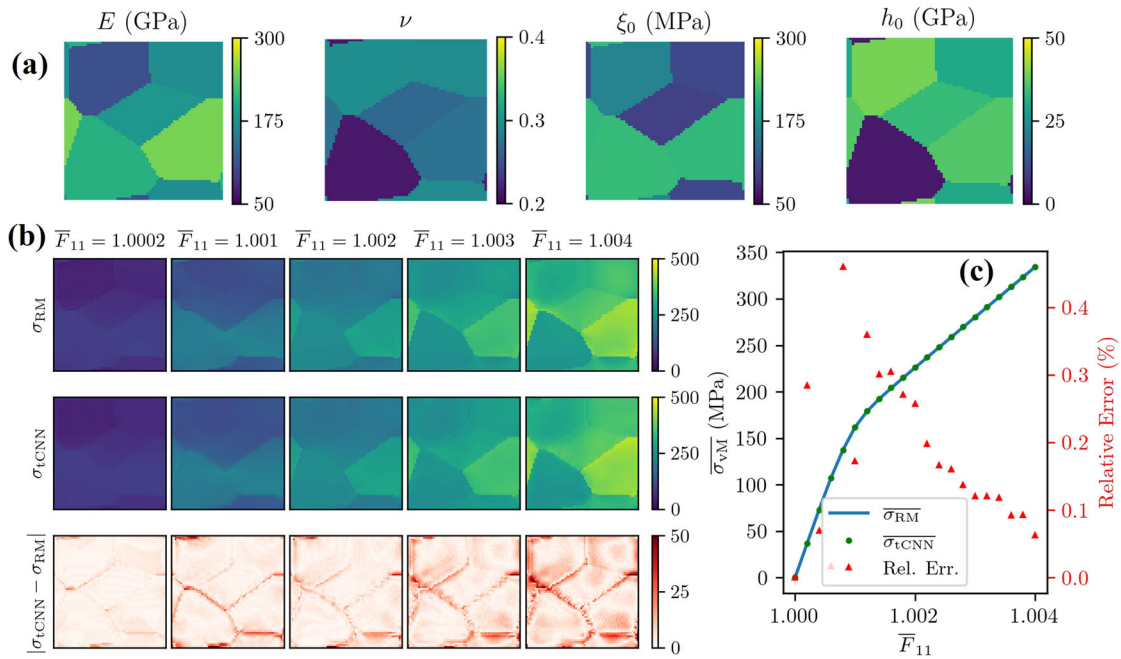 (a)
E (GPa)
ν
ξ₀ (MPa)
h₀ (GPa)
300
175
50
0.4
0.3
0.2
300
175
50
50
25
0
(b)
F̅₁₁ = 1.0002
F̅₁₁ = 1.001
F̅₁₁ = 1.002
F̅₁₁ = 1.003
F̅₁₁ = 1.004
σRM
500
250
0
σtCNN
500
250
0
|σtCNN − σRM|
50
25
0
(c)
σvM (MPa)
350
300
250
200
150
100
50
0
Relative Error (%)
0.4
0.3
0.2
0.1
0.0
σRM
σtCNN
Rel. Err.
1.000
1.002
1.004
F̅₁₁